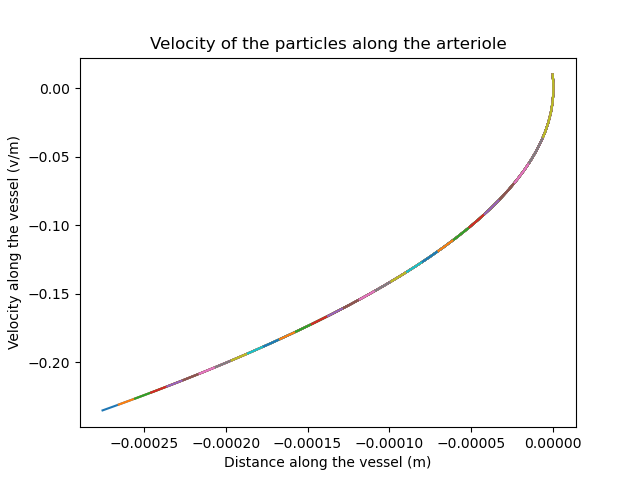 Velocity of the particles along the arteriole
Velocity along the vessel (v/m)
0.00
−0.05
−0.10
−0.15
−0.20
−0.00025 −0.00020 −0.00015 −0.00010 −0.00005 0.00000
Distance along the vessel (m)